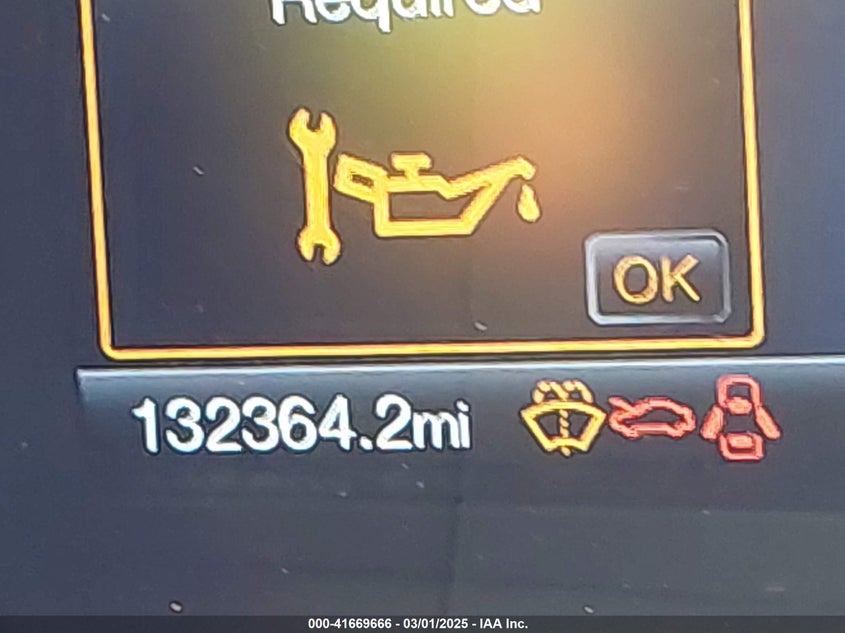 Required
OK
132364.2mi
000-41669666 - 03/01/2025 - IAA Inc.